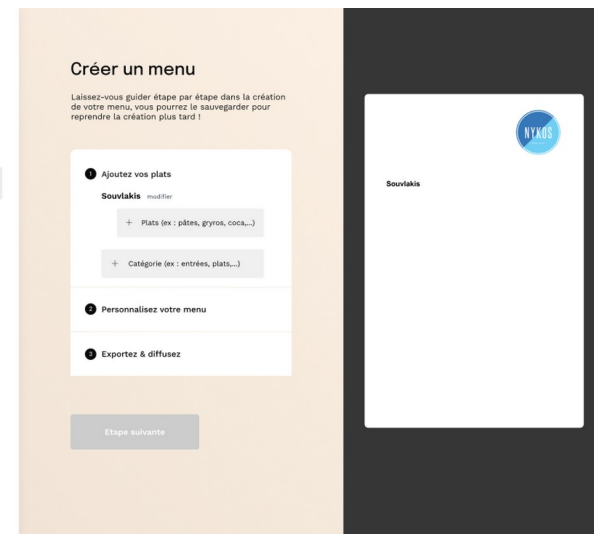 Créer un menu
Laissez-vous guider étape par étape dans la création
de votre menu, vous pourrez le sauvegarder pour
reprendre la création plus tard !
1 Ajoutez vos plats
Souvlakis modifier
+ Plats (ex : pâtes, gryros, coca,...)
+ Catégorie (ex : entrées, plats,...)
2 Personnalisez votre menu
3 Exportez & diffusez
Etape suivante
NYKOS
Souvlakis